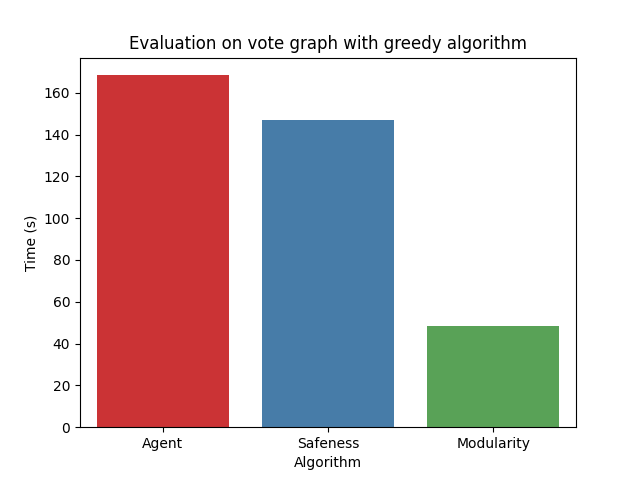 Evaluation on vote graph with greedy algorithm
Time (s)
160
140
120
100
80
60
40
20
0
Agent Safeness Modularity
Algorithm